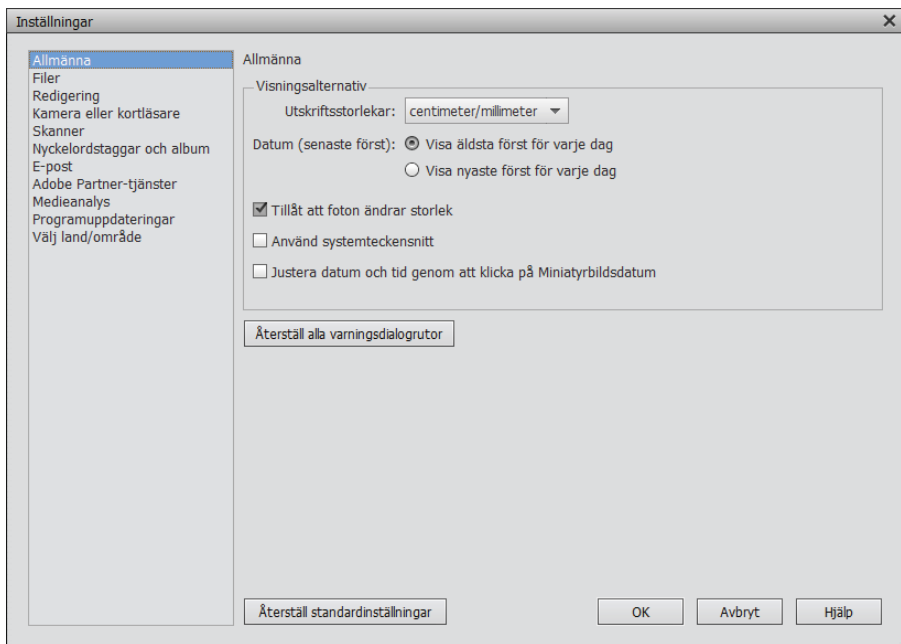 Inställningar
Allmänna
Filer
Redigering
Kamera eller kortläsare
Skanner
Nyckelordstaggar och album
E-post
Adobe Partner-tjänster
Medieanalys
Programuppdateringar
Välj land/område
Allmänna
Visningsalternativ
Utskriftsstorlekar: centimeter/millimeter
Datum (senaste först): Visa äldsta först för varje dag
Visa nyaste först för varje dag
Tillåt att foton ändrar storlek
Använd systemteckensnitt
Justera datum och tid genom att klicka på Miniatyrbildsdatum
Återställ alla varningsdialogrutor
Återställ standardinställningar OK Avbryt Hjälp